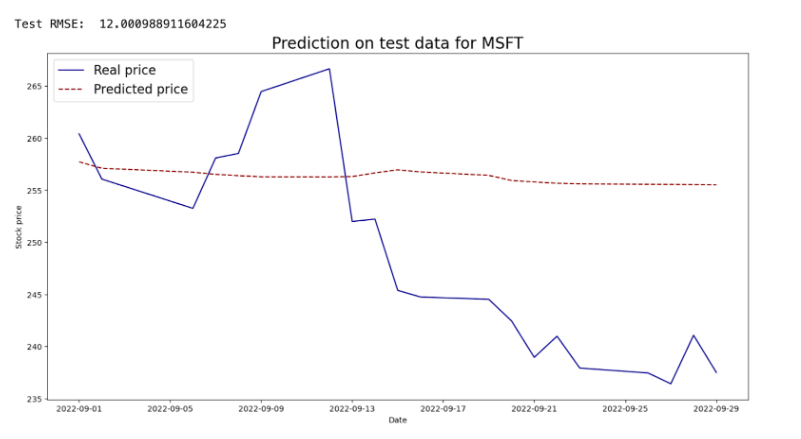 Test RMSE:  12.000988911604225
Prediction on test data for MSFT
Real price
Predicted price
265
260
255
250
245
240
235
Stock price
2022-09-01 2022-09-05 2022-09-09 2022-09-13 2022-09-17 2022-09-21 2022-09-25 2022-09-29
Date